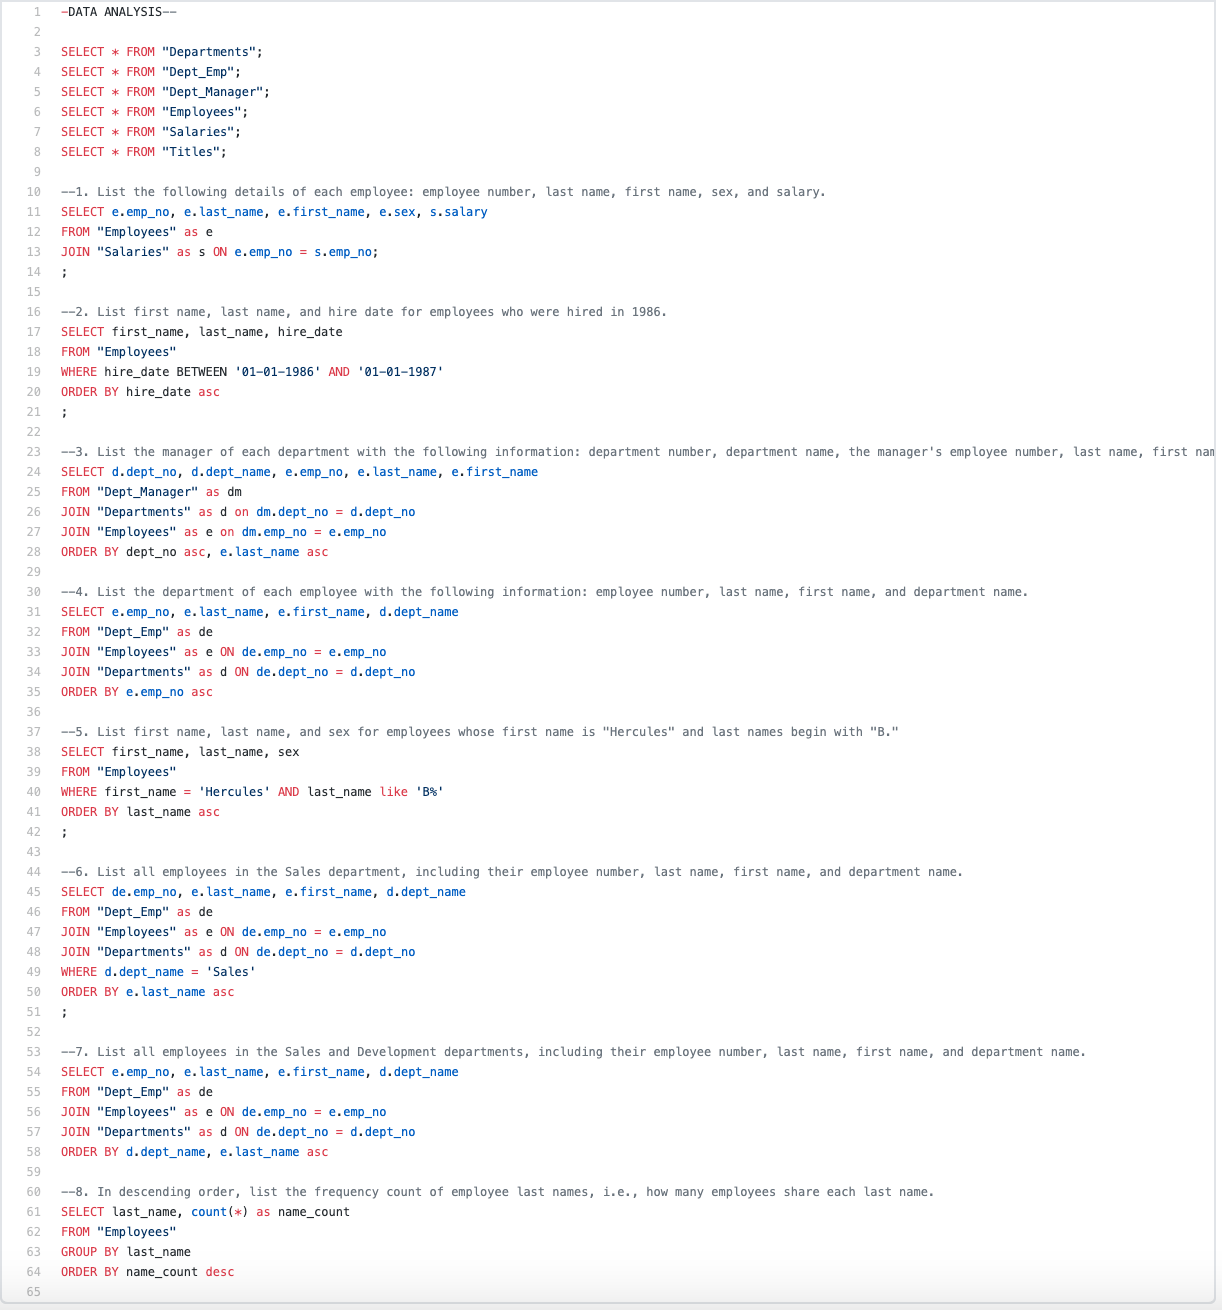 1 -DATA ANALYSIS--
2
3 SELECT * FROM "Departments";
4 SELECT * FROM "Dept_Emp";
5 SELECT * FROM "Dept_Manager";
6 SELECT * FROM "Employees";
7 SELECT * FROM "Salaries";
8 SELECT * FROM "Titles";
9
10 --1. List the following details of each employee: employee number, last name, first name, sex, and salary.
11 SELECT e.emp_no, e.last_name, e.first_name, e.sex, s.salary
12 FROM "Employees" as e
13 JOIN "Salaries" as s ON e.emp_no = s.emp_no;
14 ;
15
16 --2. List first name, last name, and hire date for employees who were hired in 1986.
17 SELECT first_name, last_name, hire_date
18 FROM "Employees"
19 WHERE hire_date BETWEEN '01-01-1986' AND '01-01-1987'
20 ORDER BY hire_date asc
21 ;
22
23 --3. List the manager of each department with the following information: department number, department name, the manager's employee number, last name, first nam
24 SELECT d.dept_no, d.dept_name, e.emp_no, e.last_name, e.first_name
25 FROM "Dept_Manager" as dm
26 JOIN "Departments" as d on dm.dept_no = d.dept_no
27 JOIN "Employees" as e on dm.emp_no = e.emp_no
28 ORDER BY dept_no asc, e.last_name asc
29
30 --4. List the department of each employee with the following information: employee number, last name, first name, and department name.
31 SELECT e.emp_no, e.last_name, e.first_name, d.dept_name
32 FROM "Dept_Emp" as de
33 JOIN "Employees" as e ON de.emp_no = e.emp_no
34 JOIN "Departments" as d ON de.dept_no = d.dept_no
35 ORDER BY e.emp_no asc
36
37 --5. List first name, last name, and sex for employees whose first name is "Hercules" and last names begin with "B."
38 SELECT first_name, last_name, sex
39 FROM "Employees"
40 WHERE first_name = 'Hercules' AND last_name like 'B%'
41 ORDER BY last_name asc
42 ;
43
44 --6. List all employees in the Sales department, including their employee number, last name, first name, and department name.
45 SELECT de.emp_no, e.last_name, e.first_name, d.dept_name
46 FROM "Dept_Emp" as de
47 JOIN "Employees" as e ON de.emp_no = e.emp_no
48 JOIN "Departments" as d ON de.dept_no = d.dept_no
49 WHERE d.dept_name = 'Sales'
50 ORDER BY e.last_name asc
51 ;
52
53 --7. List all employees in the Sales and Development departments, including their employee number, last name, first name, and department name.
54 SELECT e.emp_no, e.last_name, e.first_name, d.dept_name
55 FROM "Dept_Emp" as de
56 JOIN "Employees" as e ON de.emp_no = e.emp_no
57 JOIN "Departments" as d ON de.dept_no = d.dept_no
58 ORDER BY d.dept_name, e.last_name asc
59
60 --8. In descending order, list the frequency count of employee last names, i.e., how many employees share each last name.
61 SELECT last_name, count(*) as name_count
62 FROM "Employees"
63 GROUP BY last_name
64 ORDER BY name_count desc
65